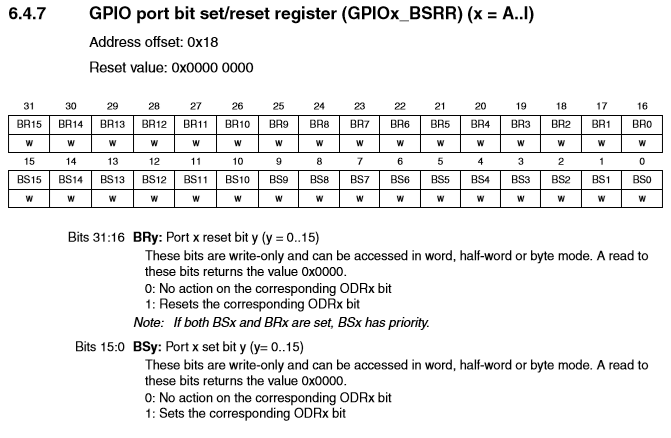 6.4.7 GPIO port bit set/reset register (GPIOx_BSRR) (x = A..I)
Address offset: 0x18
Reset value: 0x0000 0000
31 30 29 28 27 26 25 24 23 22 21 20 19 18 17 16
BR15 BR14 BR13 BR12 BR11 BR10 BR9 BR8 BR7 BR6 BR5 BR4 BR3 BR2 BR1 BR0
w w w w w w w w w w w w w w w w
15 14 13 12 11 10 9 8 7 6 5 4 3 2 1 0
BS15 BS14 BS13 BS12 BS11 BS10 BS9 BS8 BS7 BS6 BS5 BS4 BS3 BS2 BS1 BS0
w w w w w w w w w w w w w w w w
Bits 31:16 BRy: Port x reset bit y (y = 0..15)
These bits are write-only and can be accessed in word, half-word or byte mode. A read to
these bits returns the value 0x0000.
0: No action on the corresponding ODRx bit
1: Resets the corresponding ODRx bit
Note: If both BSx and BRx are set, BSx has priority.
Bits 15:0 BSy: Port x set bit y (y= 0..15)
These bits are write-only and can be accessed in word, half-word or byte mode. A read to
these bits returns the value 0x0000.
0: No action on the corresponding ODRx bit
1: Sets the corresponding ODRx bit